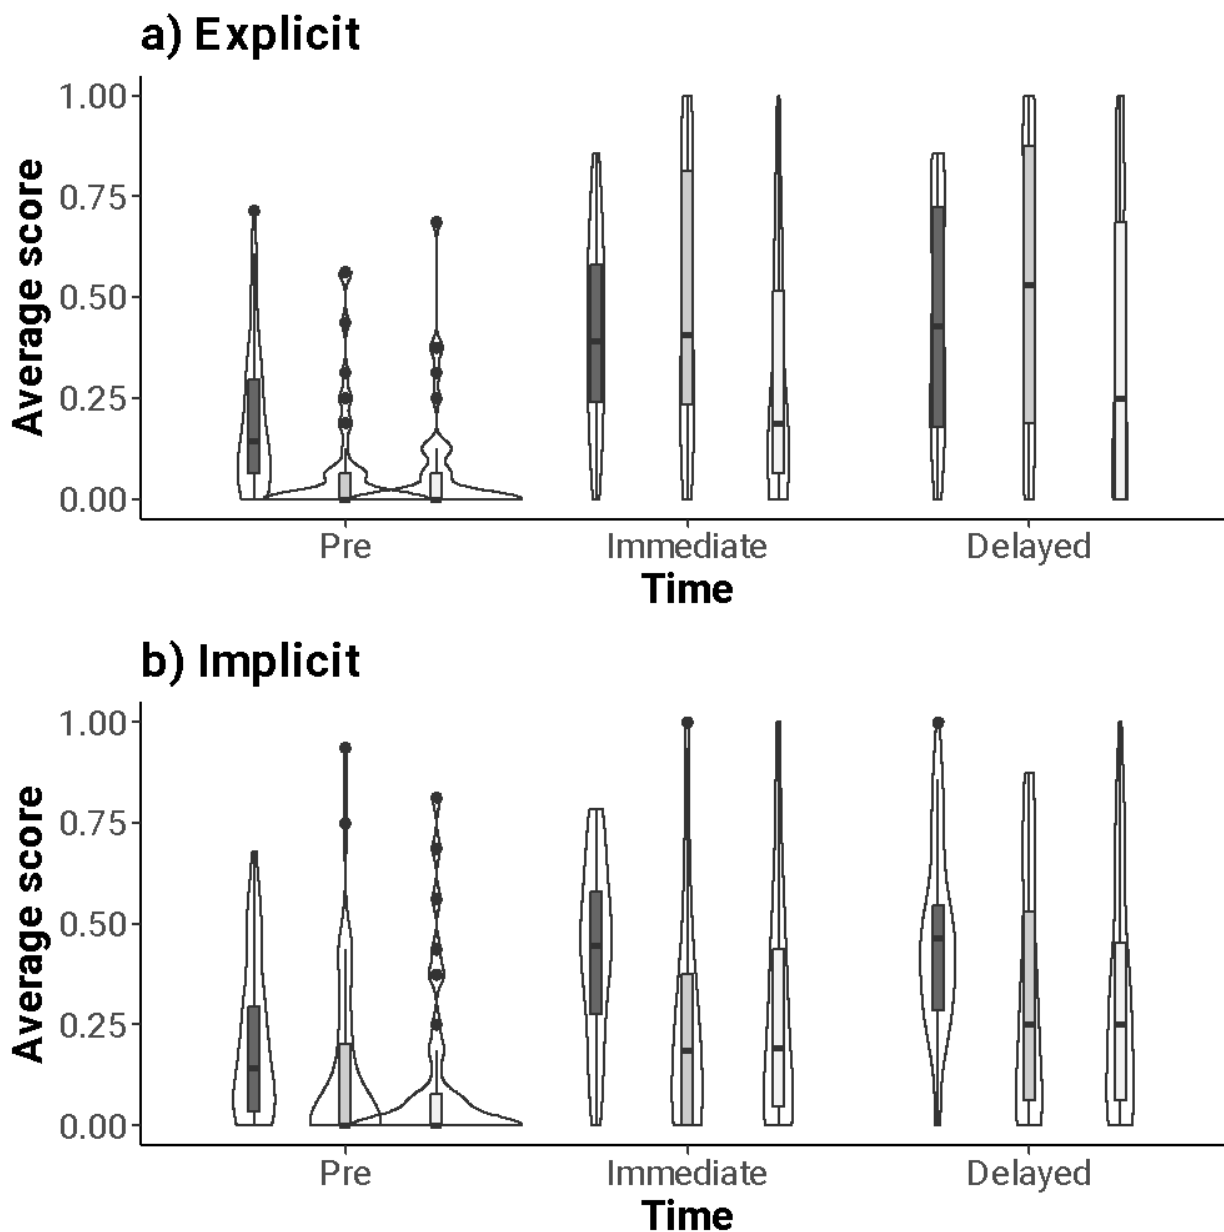 a) Explicit
Average score
1.00
0.75
0.50
0.25
0.00
Pre Immediate Delayed
Time
b) Implicit
Average score
1.00
0.75
0.50
0.25
0.00
Pre Immediate Delayed
Time